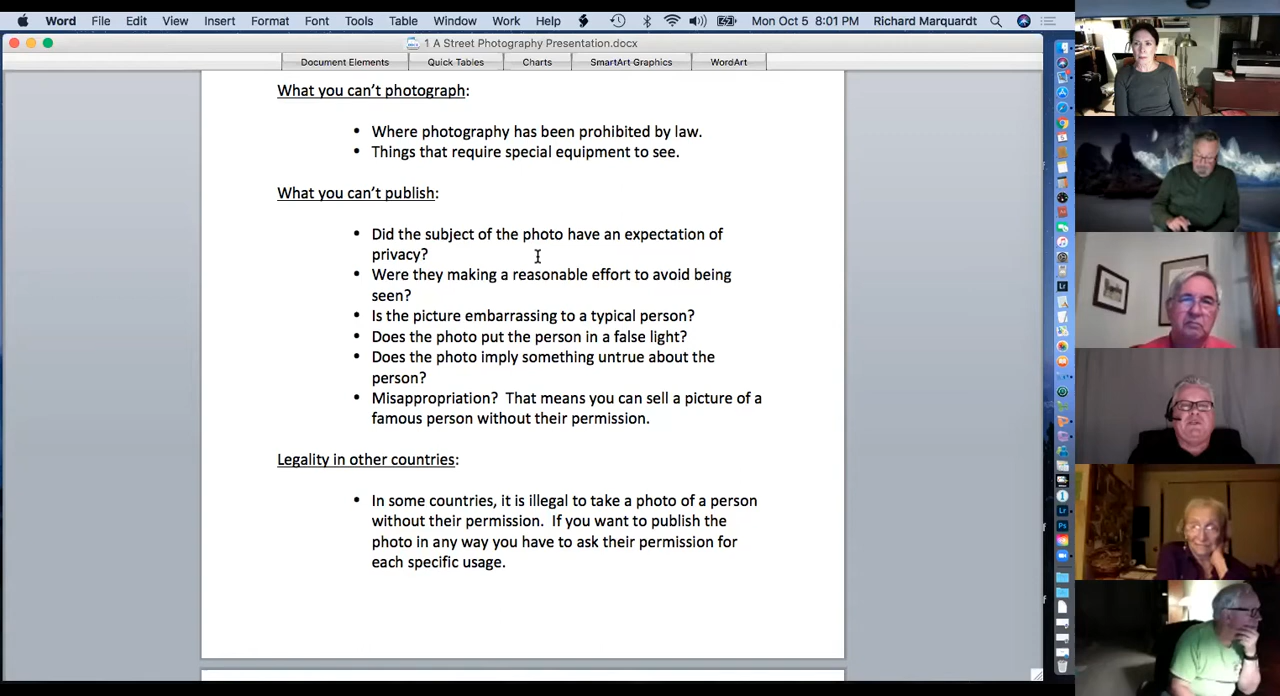 Word File Edit View Insert Format Font Tools Table Window Work Help Mon Oct 5 8:01 PM Richard Marquardt
1 A Street Photography Presentation.docx
Document Elements Quick Tables Charts SmartArt Graphics WordArt
What you can't photograph:
• Where photography has been prohibited by law.
• Things that require special equipment to see.
What you can't publish:
• Did the subject of the photo have an expectation of
privacy?
• Were they making a reasonable effort to avoid being
seen?
• Is the picture embarrassing to a typical person?
• Does the photo put the person in a false light?
• Does the photo imply something untrue about the
person?
• Misappropriation? That means you can sell a picture of a
famous person without their permission.
Legality in other countries:
• In some countries, it is illegal to take a photo of a person
without their permission. If you want to publish the
photo in any way you have to ask their permission for
each specific usage.
Lr
Lr
Ps